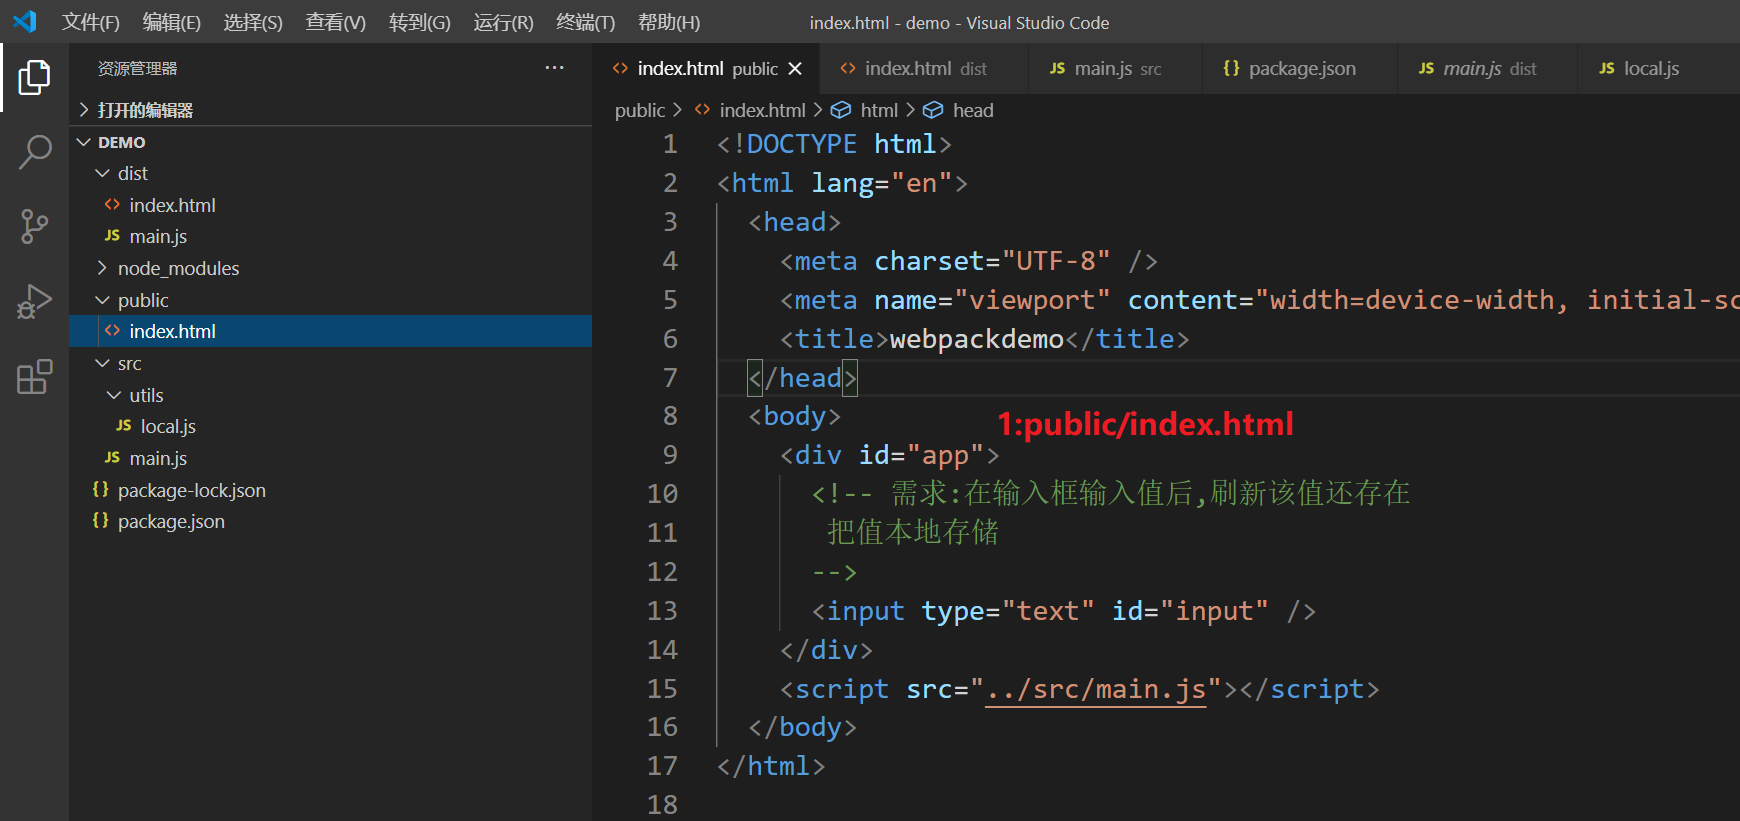 文件(F) 编辑(E) 选择(S) 查看(V) 转到(G) 运行(R) 终端(T) 帮助(H) index.html - demo - Visual Studio Code
资源管理器 ···
打开的编辑器
DEMO
dist
index.html
JS main.js
node_modules
public
index.html
src
utils
JS local.js
JS main.js
{} package-lock.json
{} package.json
index.html public index.html dist JS main.js src {} package.json JS main.js dist JS local.js
public > index.html > html > head
1 <!DOCTYPE html>
2 <html lang="en">
3 <head>
4 <meta charset="UTF-8" />
5 <meta name="viewport" content="width=device-width, initial-sc
6 <title>webpackdemo</title>
7 </head>
8 <body>
1:public/index.html
9 <div id="app">
10 <!-- 需求:在输入框输入值后,刷新该值还存在
11 把值本地存储
12 -->
13 <input type="text" id="input" />
14 </div>
15 <script src="../src/main.js"></script>
16 </body>
17 </html>
18